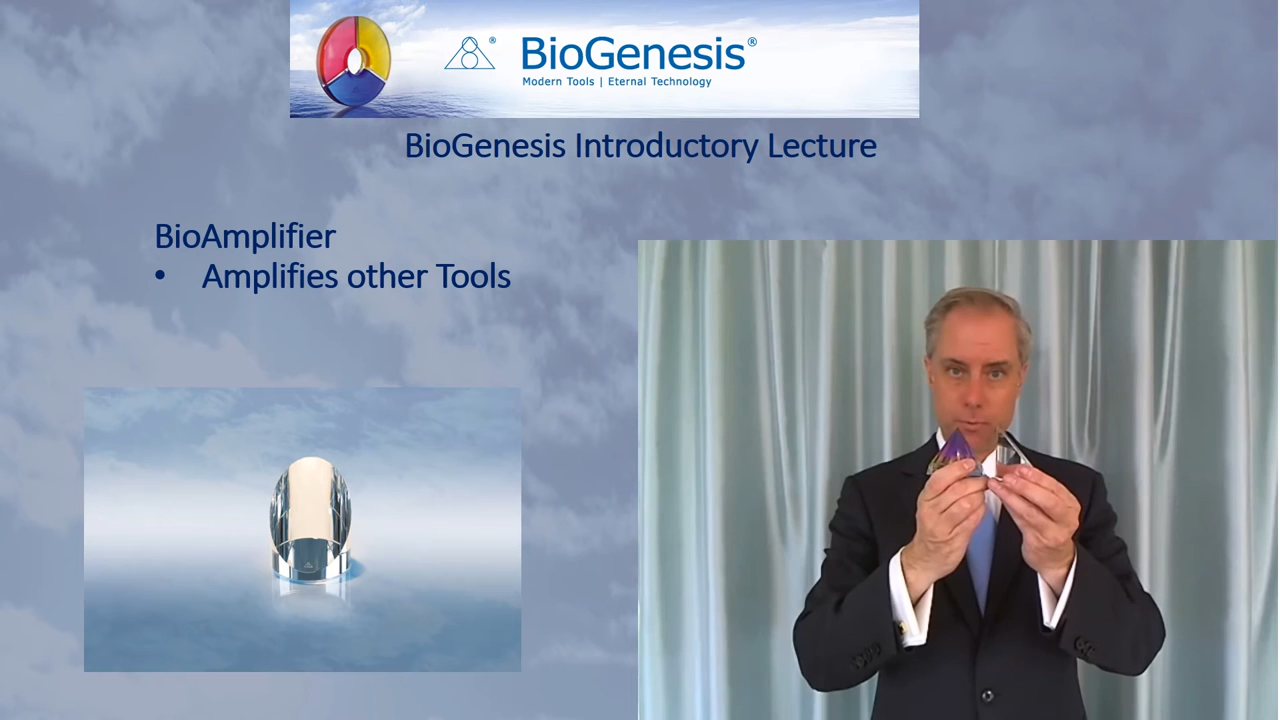 BioGenesis®
Modern Tools | Eternal Technology
BioGenesis Introductory Lecture
BioAmplifier
• Amplifies other Tools